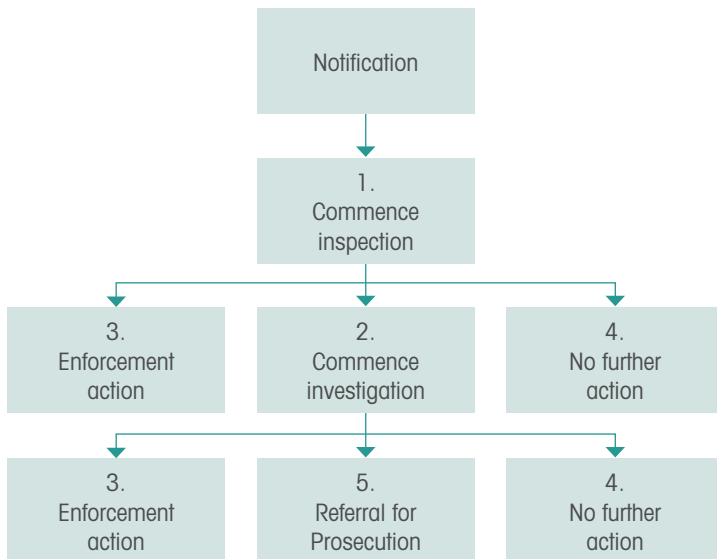 Notification
1.
Commence
inspection
3.
Enforcement
action
2.
Commence
investigation
4.
No further
action
3.
Enforcement
action
5.
Referral for
Prosecution
4.
No further
action